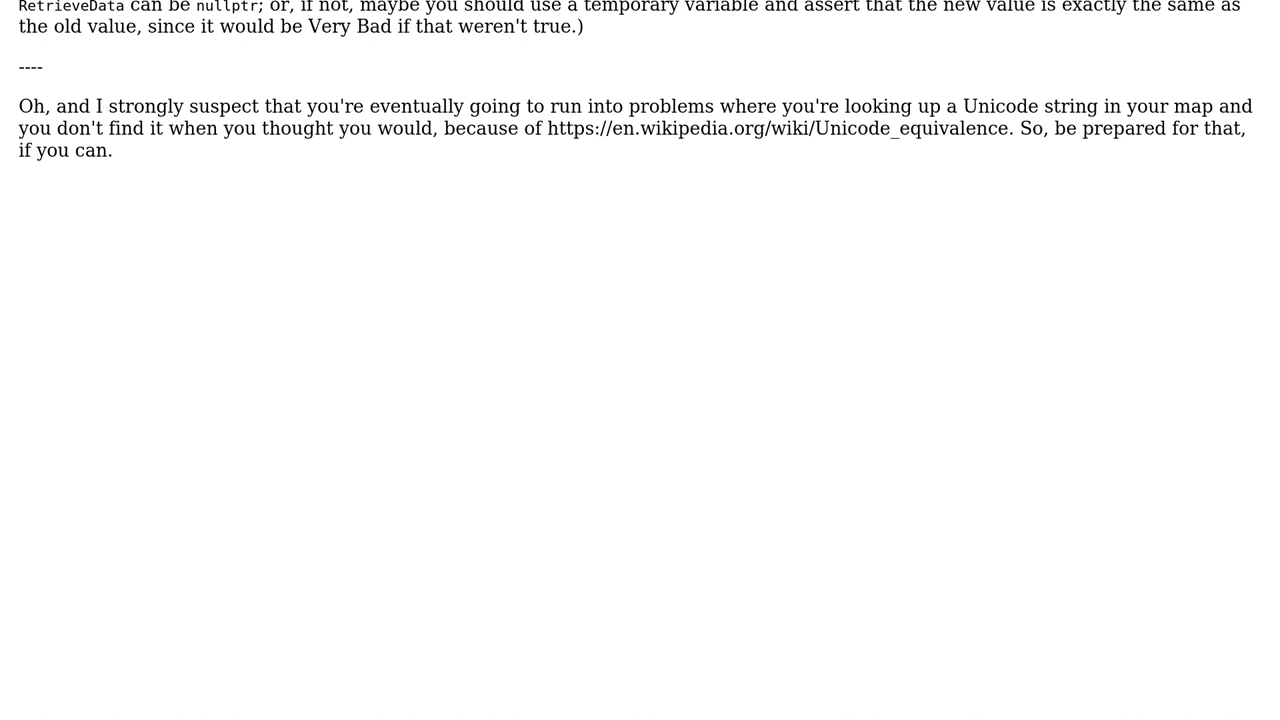 RetrieveData can be nullptr; or, if not, maybe you should use a temporary variable and assert that the new value is exactly the same as
the old value, since it would be Very Bad if that weren't true.)
----
Oh, and I strongly suspect that you're eventually going to run into problems where you're looking up a Unicode string in your map and
you don't find it when you thought you would, because of https://en.wikipedia.org/wiki/Unicode_equivalence. So, be prepared for that,
if you can.